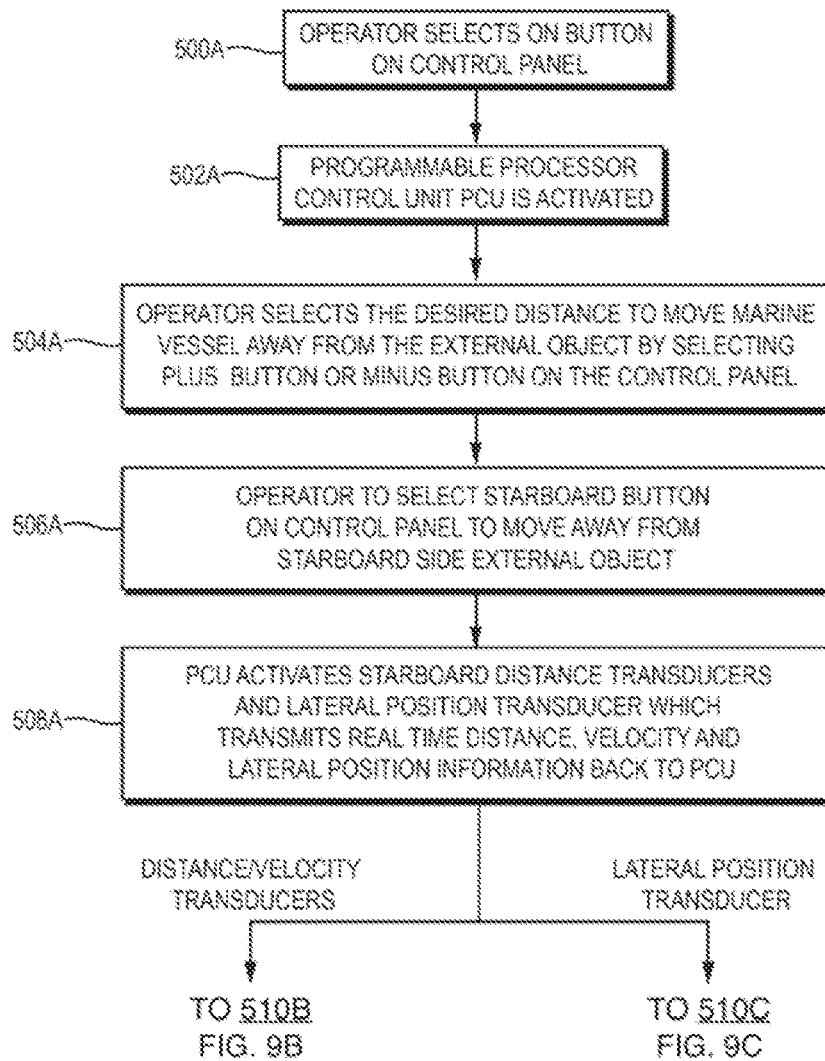 500A
OPERATOR SELECTS ON BUTTON
ON CONTROL PANEL
502A
PROGRAMMABLE PROCESSOR
CONTROL UNIT PCU IS ACTIVATED
504A
OPERATOR SELECTS THE DESIRED DISTANCE TO MOVE MARINE
VESSEL AWAY FROM THE EXTERNAL OBJECT BY SELECTING
PLUS BUTTON OR MINUS BUTTON ON THE CONTROL PANEL
506A
OPERATOR TO SELECT STARBOARD BUTTON
ON CONTROL PANEL TO MOVE AWAY FROM
STARBOARD SIDE EXTERNAL OBJECT
508A
PCU ACTIVATES STARBOARD DISTANCE TRANSDUCERS
AND LATERAL POSITION TRANSDUCER WHICH
TRANSMITS REAL TIME DISTANCE, VELOCITY AND
LATERAL POSITION INFORMATION BACK TO PCU
DISTANCE/VELOCITY
TRANSDUCERS
LATERAL POSITION
TRANSDUCER
TO 510B
FIG. 9B
TO 510C
FIG. 9C